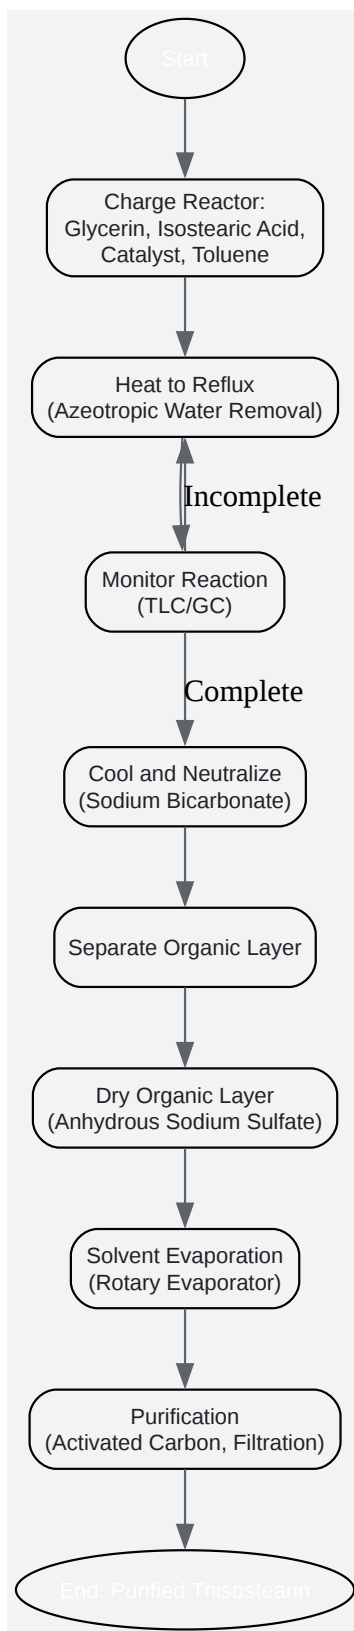 Start
Charge Reactor:
Glycerin, Isostearic Acid,
Catalyst, Toluene
Heat to Reflux
(Azeotropic Water Removal)
Incomplete
Monitor Reaction
(TLC/GC)
Complete
Cool and Neutralize
(Sodium Bicarbonate)
Separate Organic Layer
Dry Organic Layer
(Anhydrous Sodium Sulfate)
Solvent Evaporation
(Rotary Evaporator)
Purification
(Activated Carbon, Filtration)
End: Purified Triisostearin